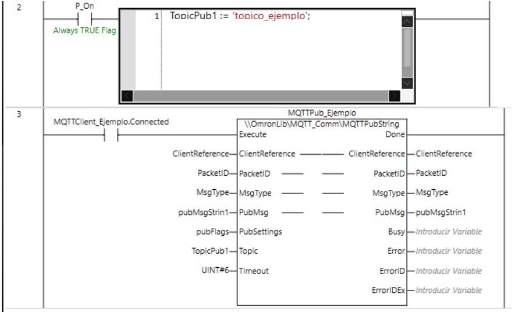 2
P_On
Always TRUE Flag
1 TopicPub1 := 'topico_ejemplo';
3
MQTTClient_Ejemplo.Connected
MQTTPub_Ejemplo
\\OmronLib\MQTT_Comm\MQTTPubString
Execute Done
ClientReference ClientReference ClientReference ClientReference
PacketID PacketID PacketID PacketID
MsgType MsgType MsgType MsgType
pubMsgStrin1 PubMsg PubMsg pubMsgStrin1
pubFlags PubSettings Busy Introducir Variable
TopicPub1 Topic Error Introducir Variable
UINT#6 Timeout ErrorID Introducir Variable
ErrorIDEx Introducir Variable